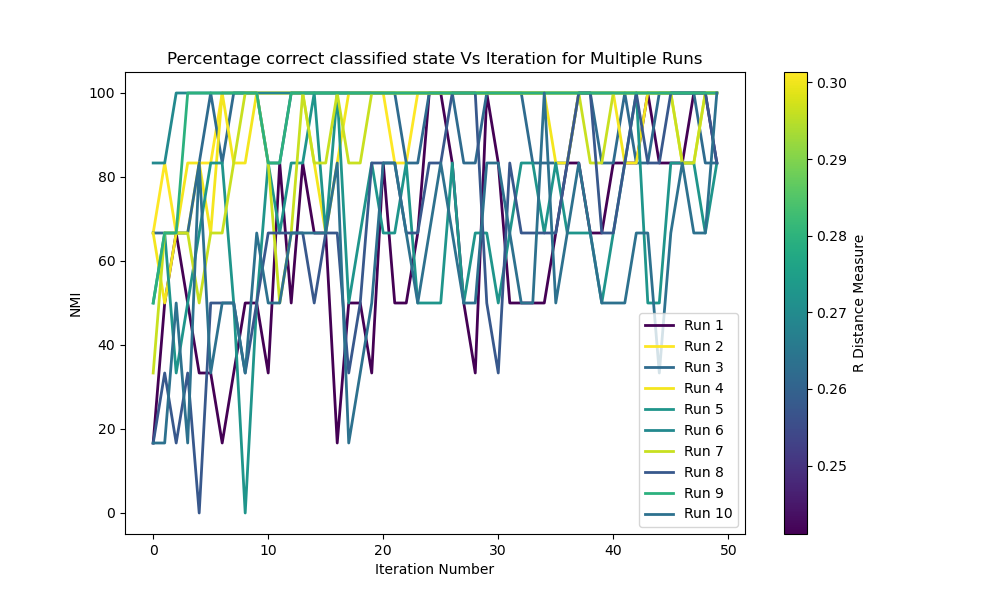 Percentage correct classified state Vs Iteration for Multiple Runs
NMI
100
80
60
40
20
0
0 10 20 30 40 50
Iteration Number
Run 1
Run 2
Run 3
Run 4
Run 5
Run 6
Run 7
Run 8
Run 9
Run 10
0.30
0.29
0.28
0.27
0.26
0.25
R Distance Measure